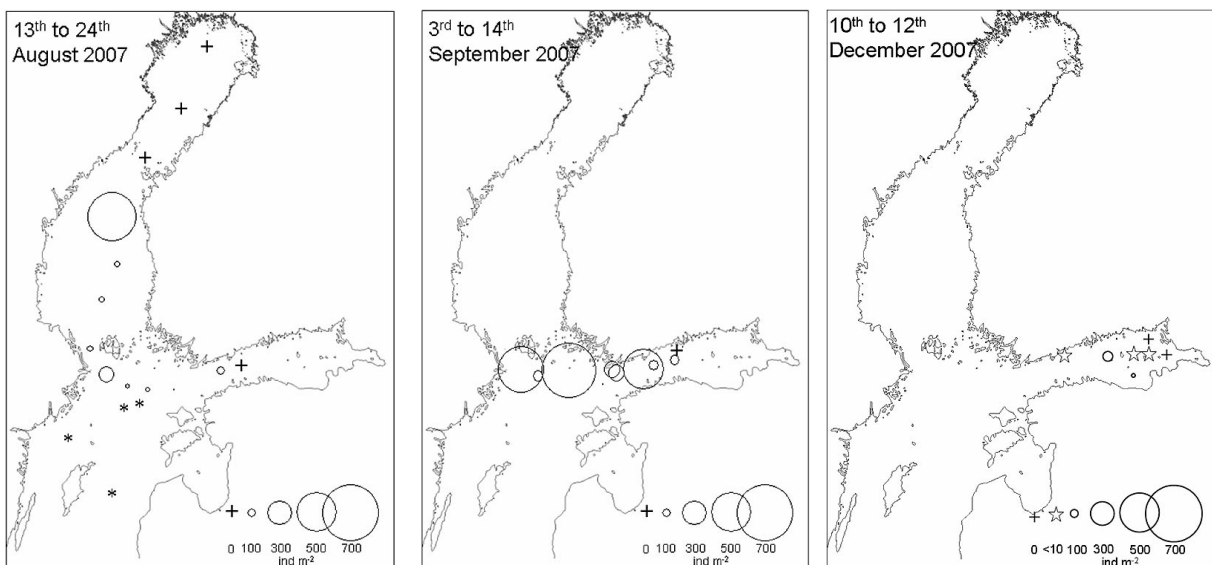 13th to 24th
August 2007
0 100 300 500 700
ind m-2
3rd to 14th
September 2007
0 100 300 500 700
ind m-2
10th to 12th
December 2007
0 <10 100 300 500 700
ind m-2